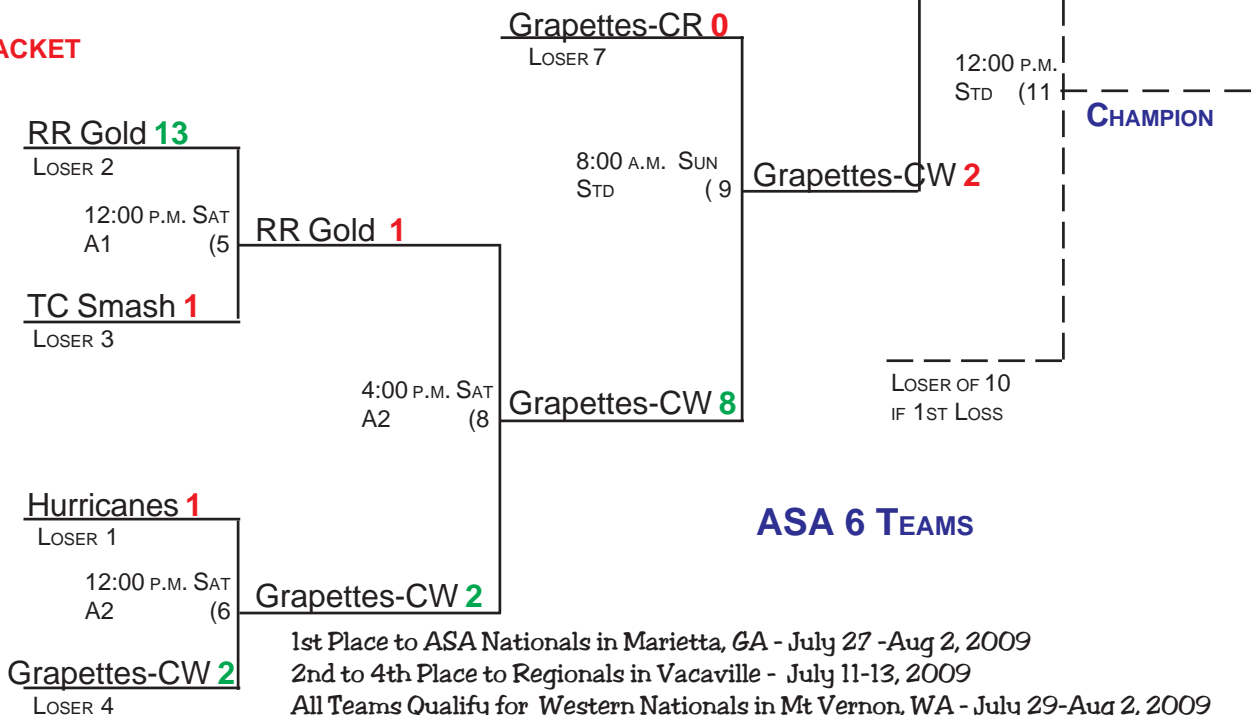 Grapettes-CR 0
LOSER 7
ACKET
12:00 P.M.
STD (11
CHAMPION
RR Gold 13
LOSER 2
8:00 A.M. SUN
STD ( 9
Grapettes-CW 2
12:00 P.M. SAT
A1 (5
RR Gold 1
TC Smash 1
LOSER 3
4:00 P.M. SAT
A2 (8
Grapettes-CW 8
LOSER OF 10
IF 1ST LOSS
Hurricanes 1
LOSER 1
ASA 6 TEAMS
12:00 P.M. SAT
A2 (6
Grapettes-CW 2
1st Place to ASA Nationals in Marietta, GA - July 27 -Aug 2, 2009
Grapettes-CW 2
2nd to 4th Place to Regionals in Vacaville - July 11-13, 2009
LOSER 4
All Teams Qualify for Western Nationals in Mt Vernon, WA - July 29-Aug 2, 2009